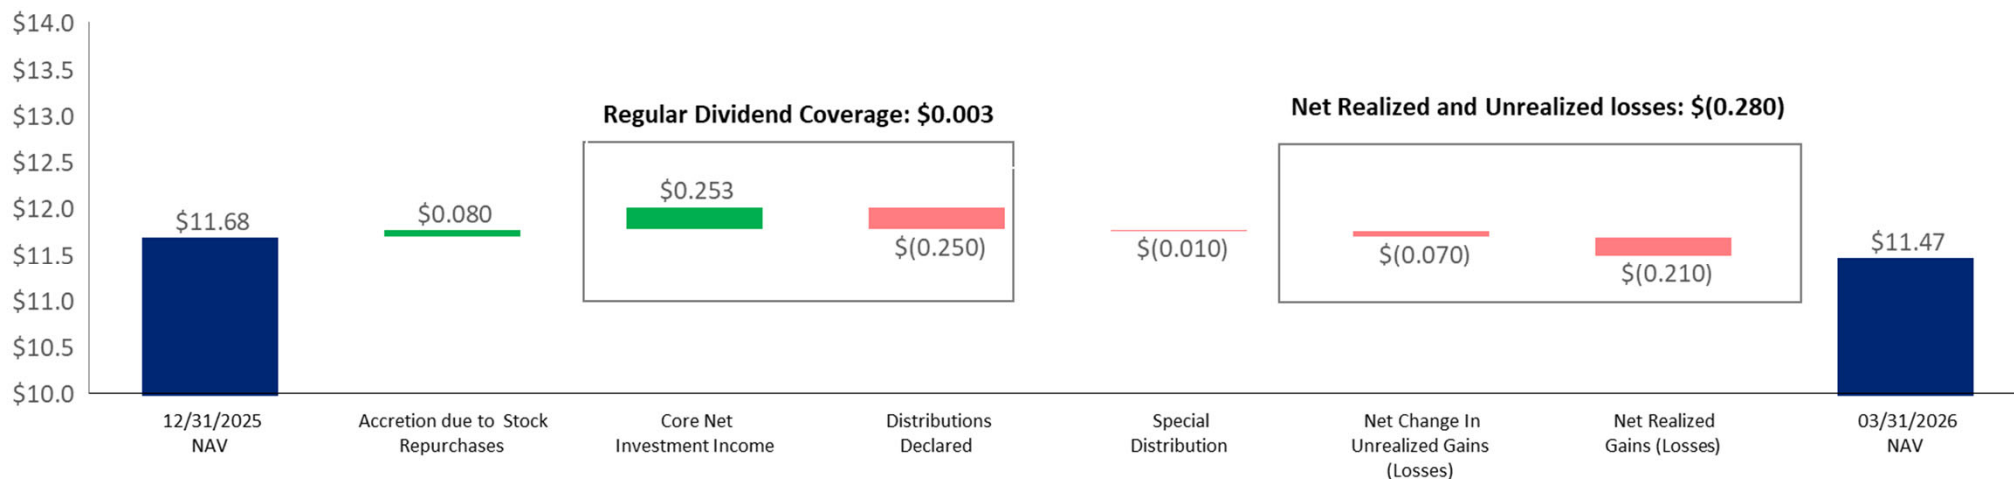 $14.0
$13.5
$13.0
$12.5
$12.0
$11.5
$11.0
$10.5
$10.0
Regular Dividend Coverage: $0.003
Net Realized and Unrealized losses: $(0.280)
$11.68
$0.080
$0.253
$(0.250)
$(0.010)
$(0.070)
$(0.210)
$11.47
12/31/2025
NAV
Accretion due to Stock
Repurchases
Core Net
Investment Income
Distributions
Declared
Special
Distribution
Net Change In
Unrealized Gains
(Losses)
Net Realized
Gains (Losses)
03/31/2026
NAV